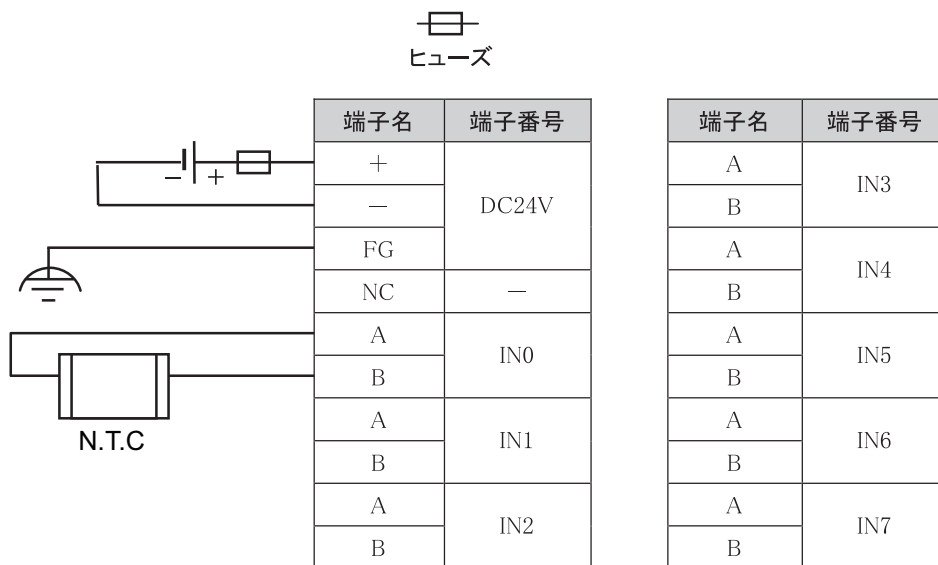 ヒューズ
端子名 端子番号
+ DC24V
−
FG
NC −
A IN0
B
A IN1
B
A IN2
B
− +
N.T.C
端子名 端子番号
A IN3
B
A IN4
B
A IN5
B
A IN6
B
A IN7
B